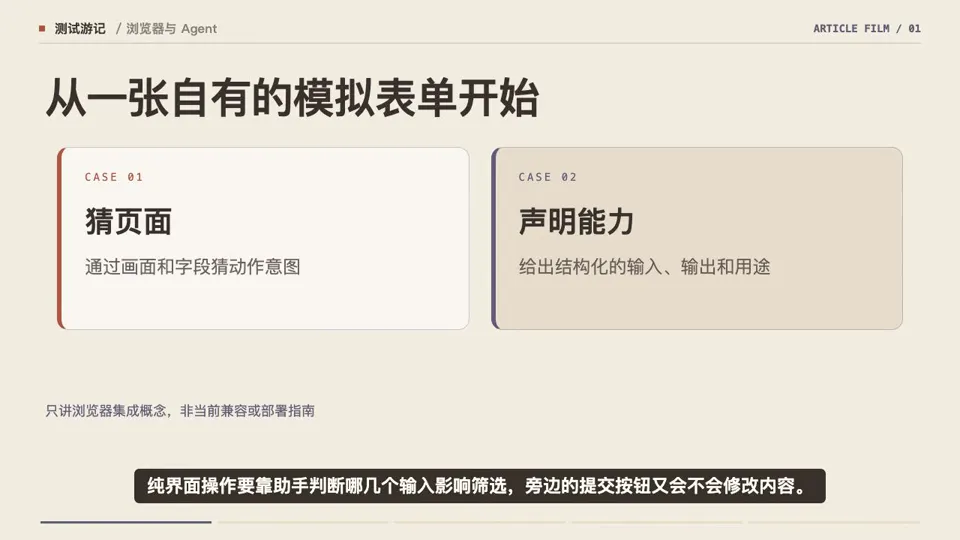 测试游记 / 浏览器与 Agent
ARTICLE FILM / 01
从一张自有的模拟表单开始
CASE 01
猜页面
通过画面和字段猜动作意图
CASE 02
声明能力
给出结构化的输入、输出和用途
只讲浏览器集成概念，非当前兼容或部署指南
纯界面操作要靠助手判断哪几个输入影响筛选，旁边的提交按钮又会不会修改内容。